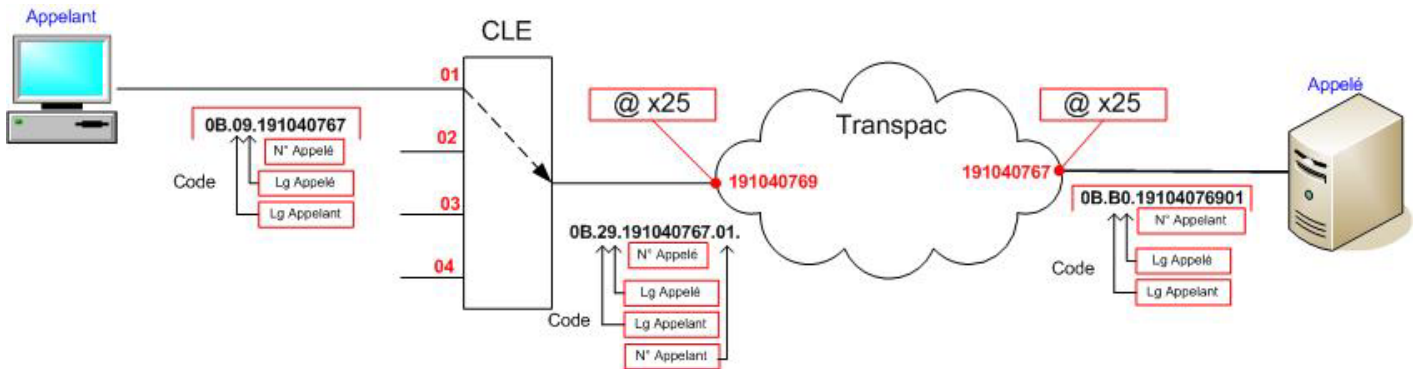 Appelant
CLE
01
02
03
04
0B.09.191040767
N° Appelé
Lg Appelé
Lg Appelant
Code
@ x25
191040769
Transpac
@ x25
191040767
Appelé
0B.29.191040767.01.
N° Appelé
Lg Appelé
Lg Appelant
N° Appelant
Code
0B.B0.19104076901
N° Appelant
Lg Appelé
Lg Appelant
Code